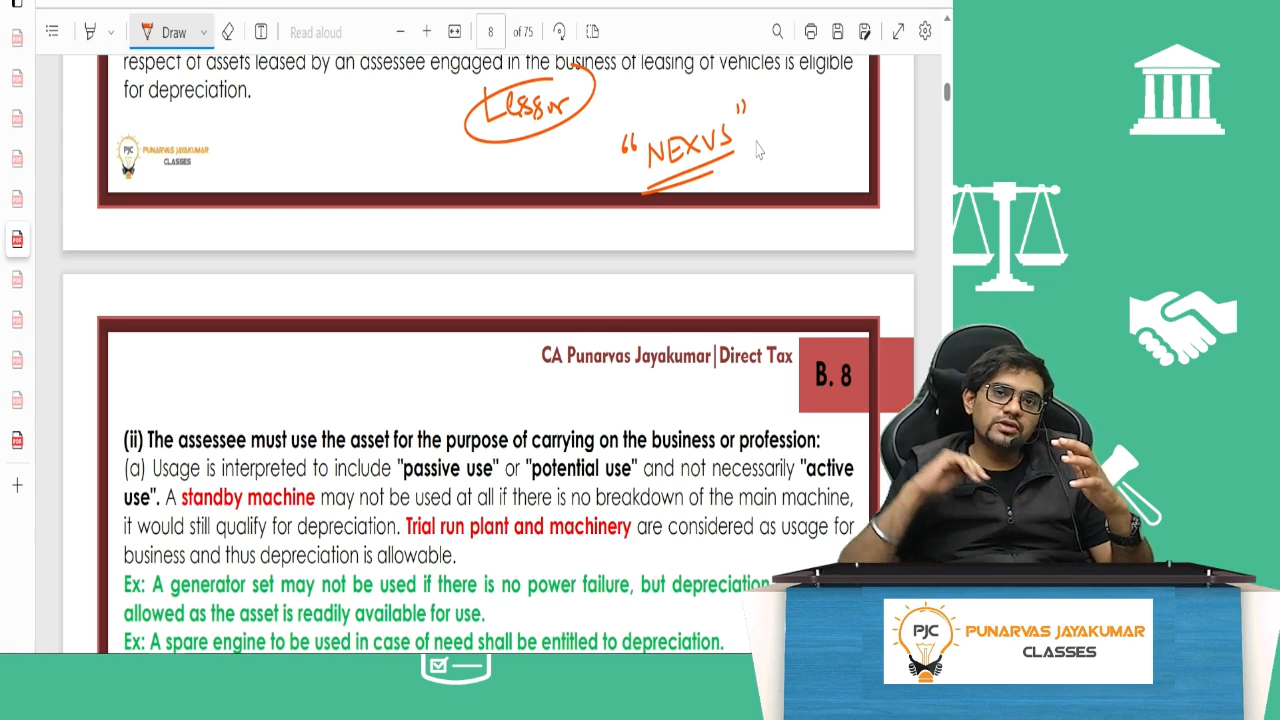 Draw
Read aloud
8
of 75
respect of assets leased by an assessee engaged in the business of leasing of vehicles is eligible
for depreciation.
Lessor
"NEXUS"
PJC
PUNARVAS JAYAKUMAR
CLASSES
CA Punarvas Jayakumar|Direct Tax
B. 8
(ii) The assessee must use the asset for the purpose of carrying on the business or profession:
(a) Usage is interpreted to include "passive use" or "potential use" and not necessarily "active
use". A standby machine may not be used at all if there is no breakdown of the main machine,
it would still qualify for depreciation. Trial run plant and machinery are considered as usage for
business and thus depreciation is allowable.
Ex: A generator set may not be used if there is no power failure, but depreciation
allowed as the asset is readily available for use.
Ex: A spare engine to be used in case of need shall be entitled to depreciation.
PJC
PUNARVAS JAYAKUMAR
CLASSES